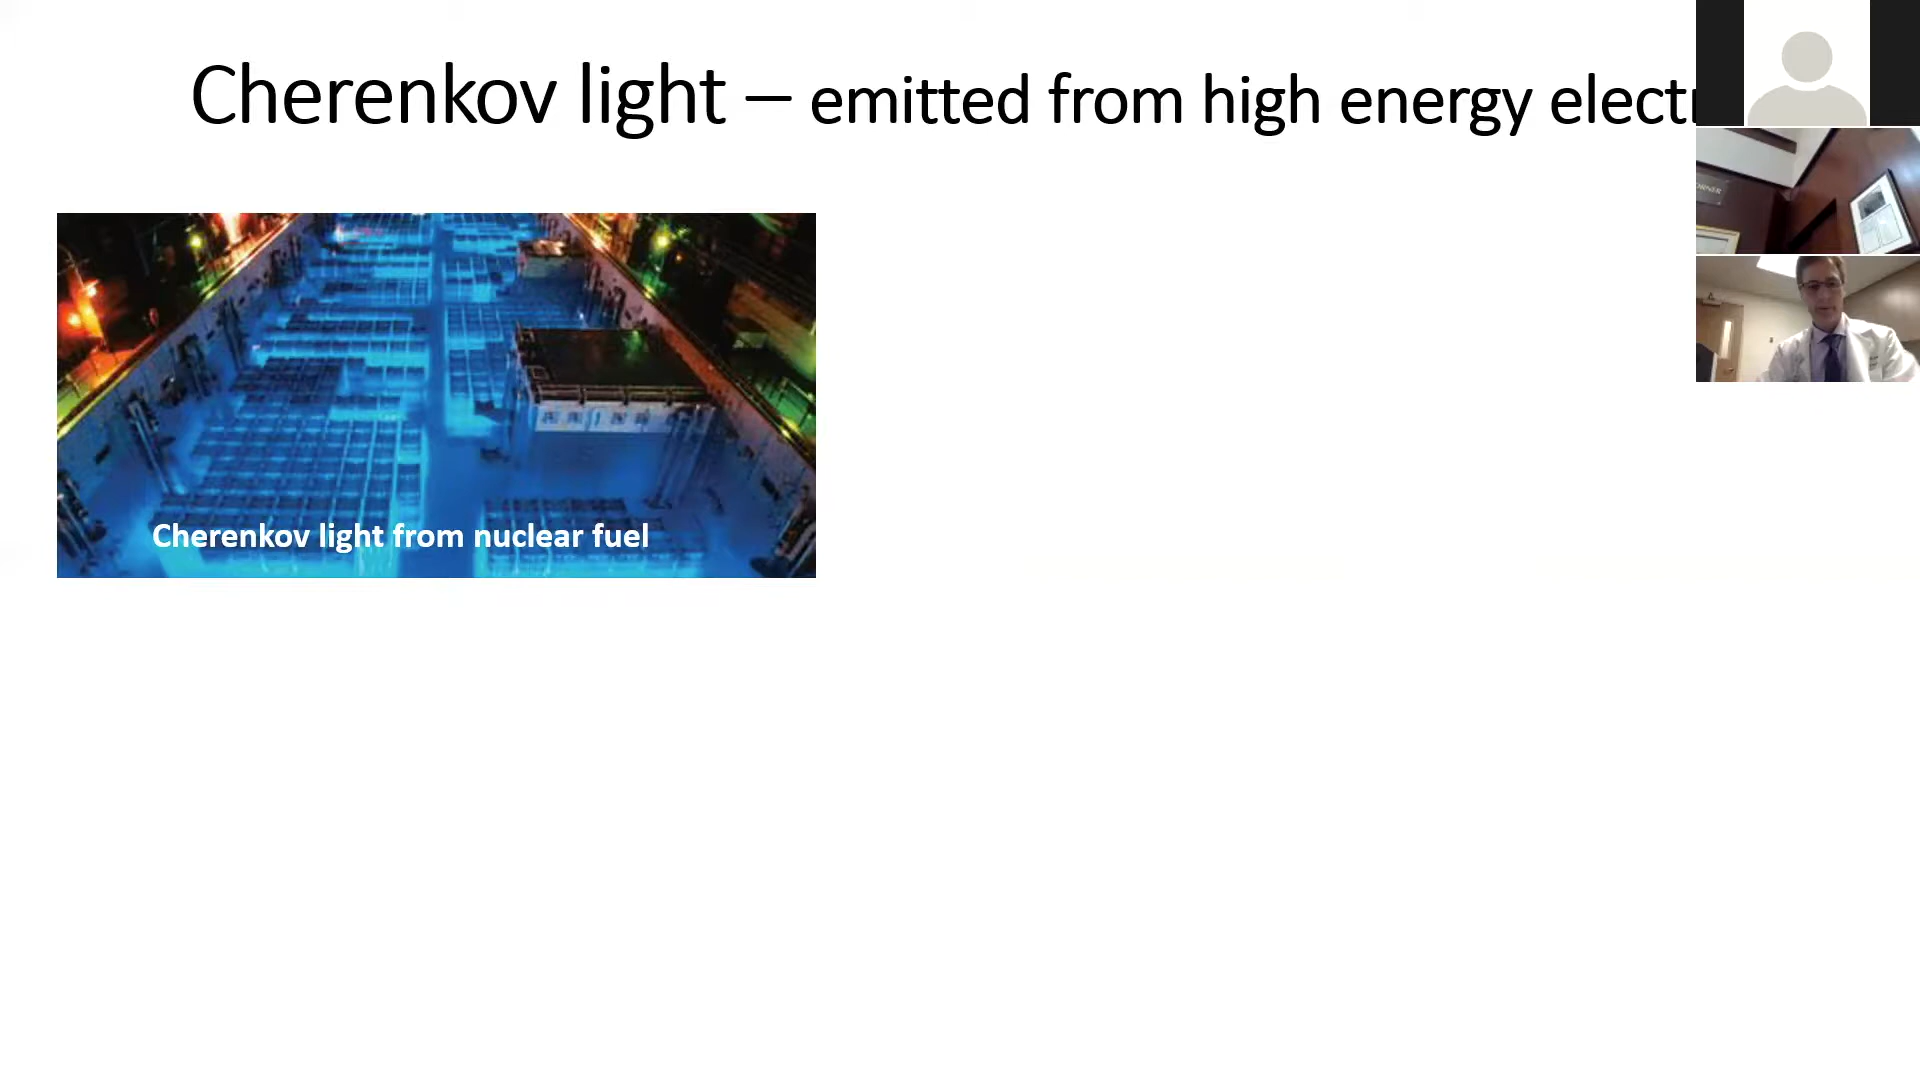 Cherenkov light – emitted from high energy elect
Cherenkov light from nuclear fuel